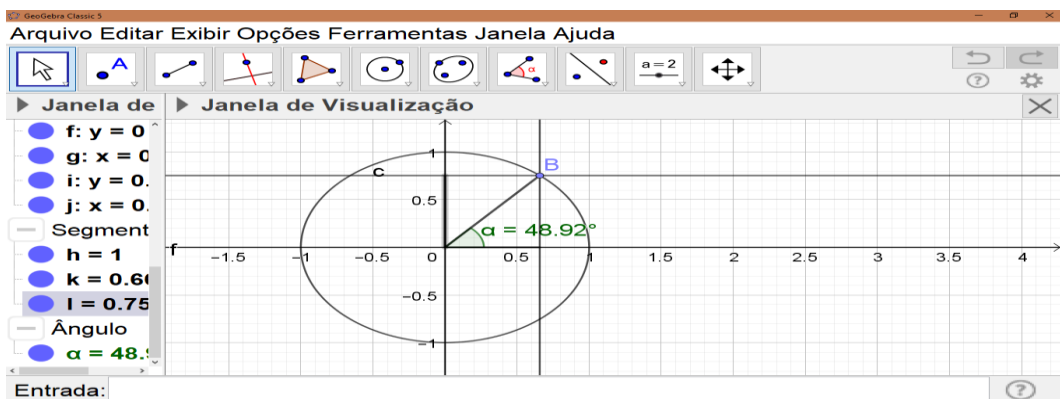 GeoGebra Classic 5
Arquivo Editar Exibir Opções Ferramentas Janela Ajuda
A
α
a = 2
Janela de
Janela de Visualização
f: y = 0
g: x = 0
i: y = 0.
j: x = 0.
Segment
h = 1
k = 0.66
l = 0.75
Ângulo
α = 48.9
1
c
B
0.5
α = 48.92°
f
-1.5 -1 -0.5 0 0.5 1 1.5 2 2.5 3 3.5 4
-0.5
-1
Entrada: